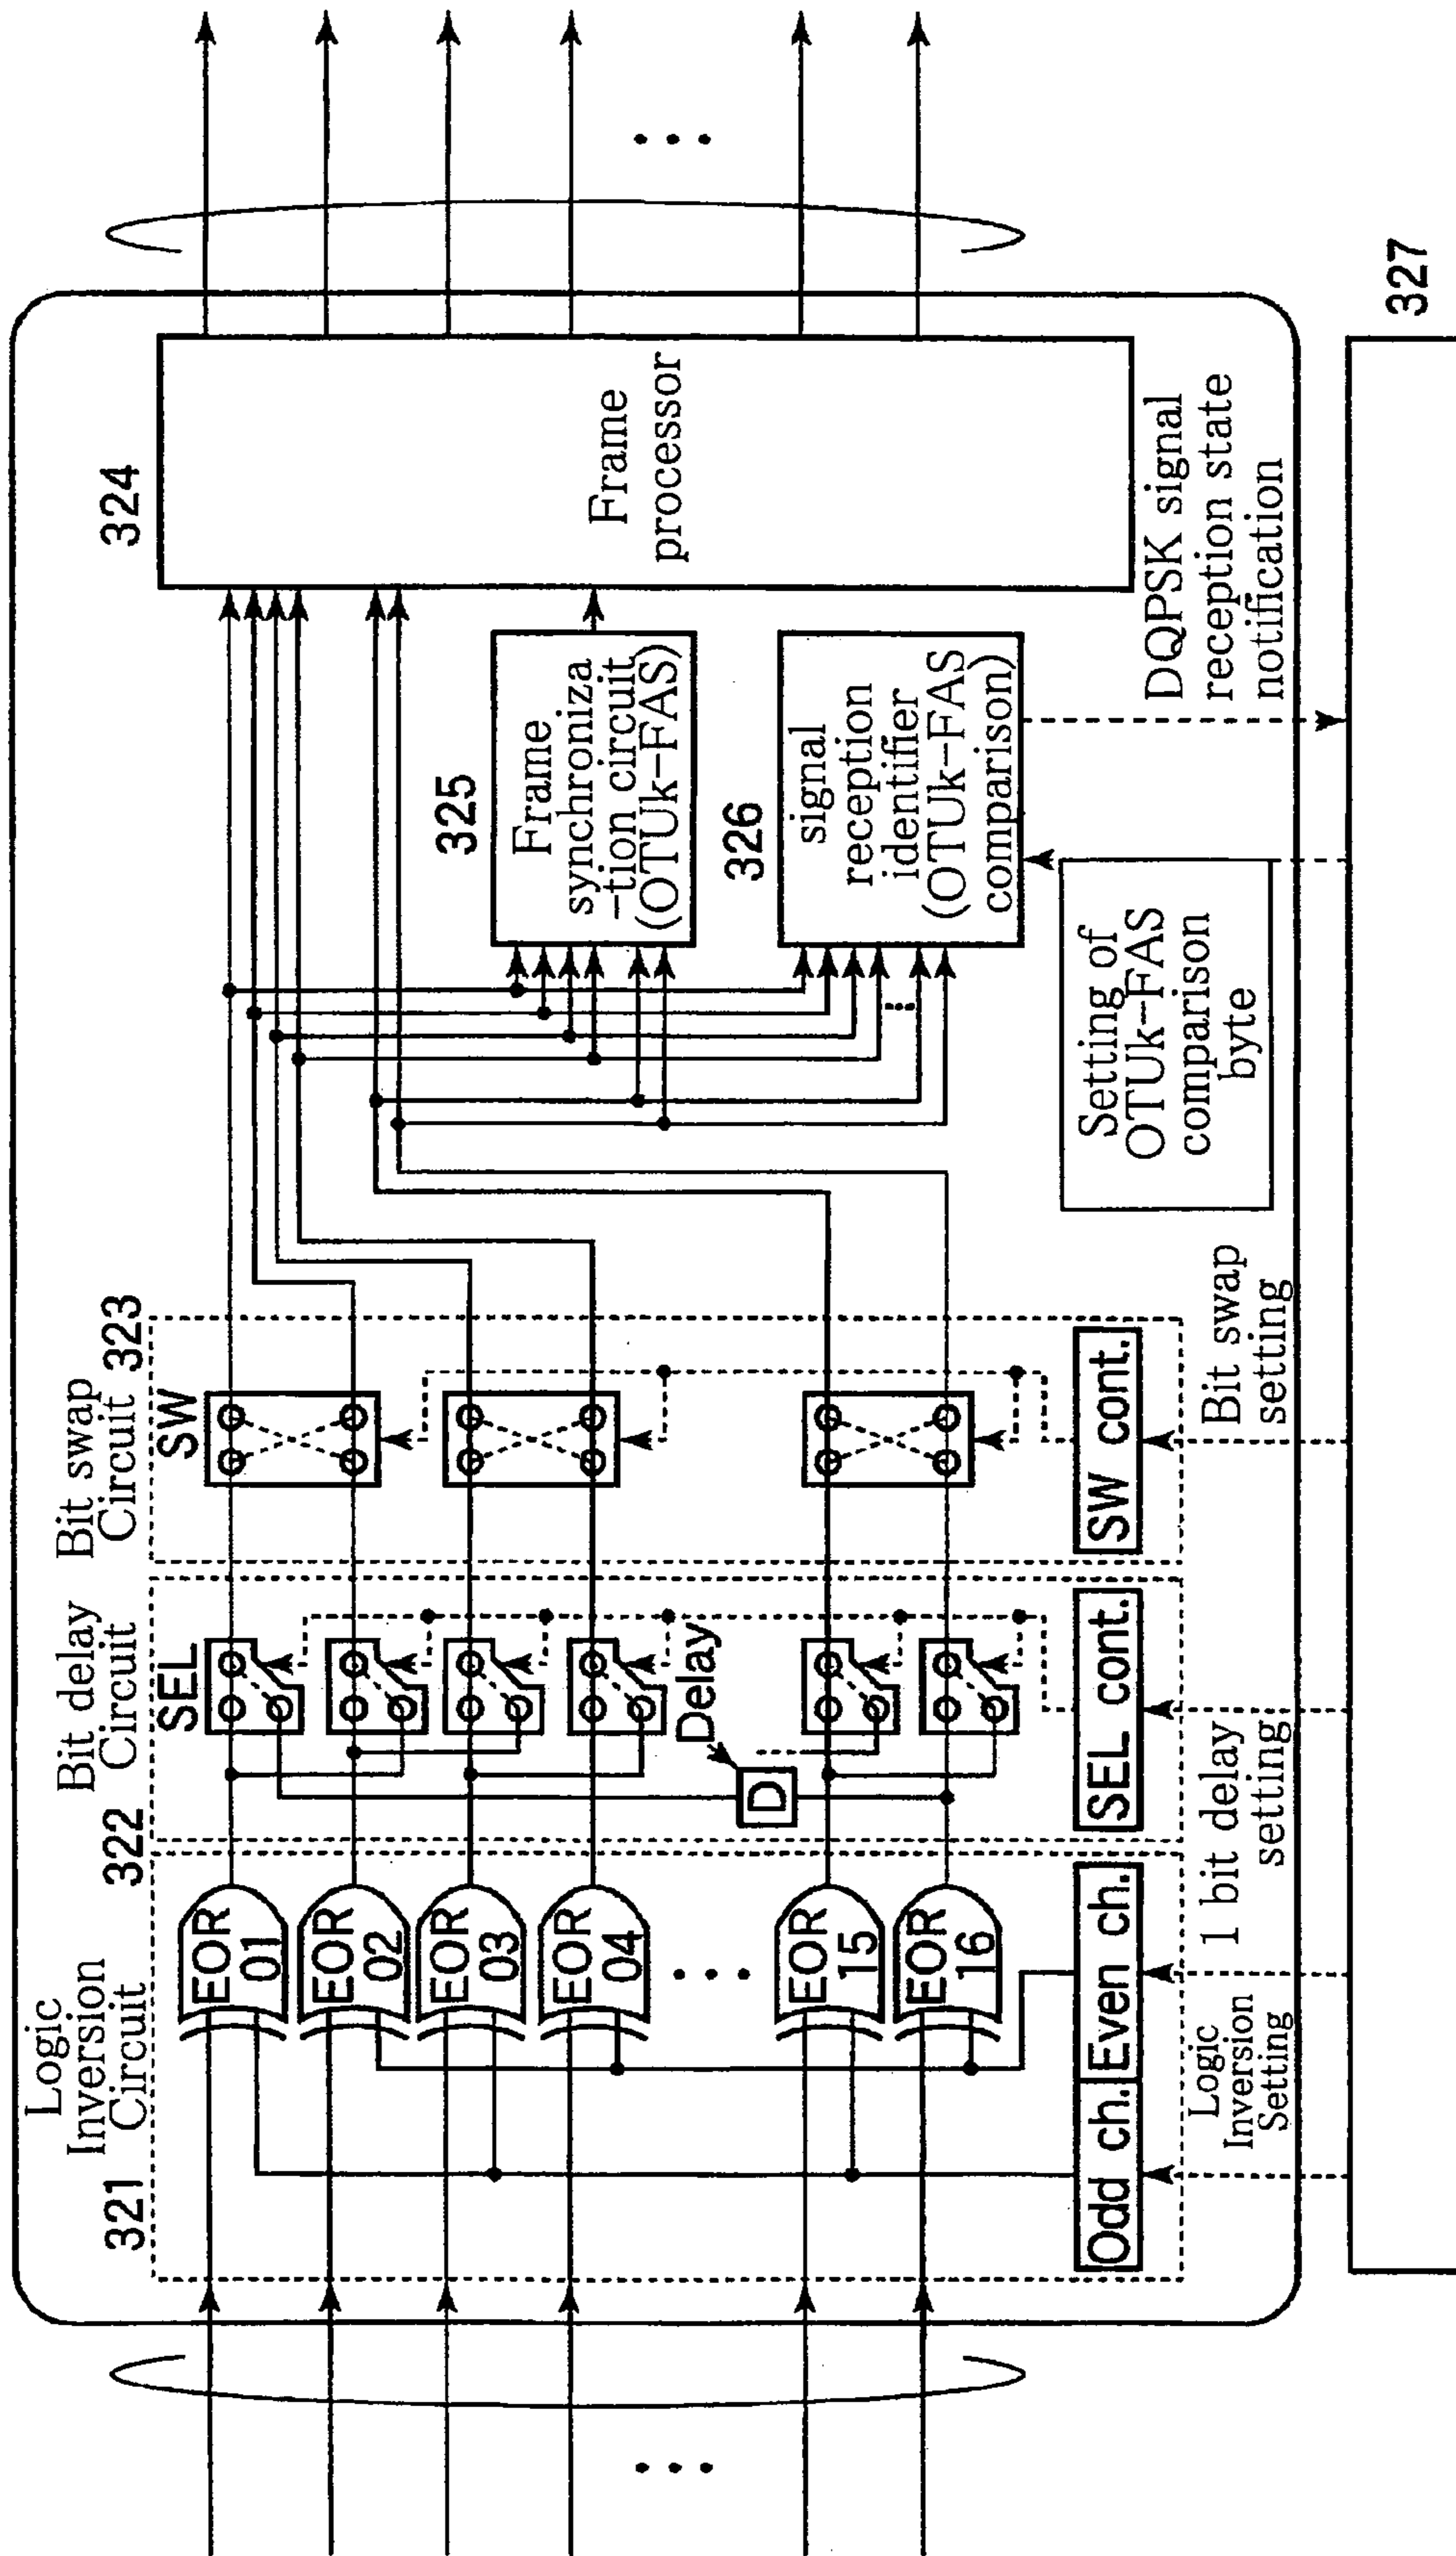 Logic
Inversion
Circuit
321
Bit delay
Circuit
322
Bit swap
Circuit 323
324
EOR
01
EOR
02
EOR
03
EOR
04
EOR
15
EOR
16
...
...
...
...
SEL
SW
Delay
D
Odd ch.
Even ch.
SEL cont.
SW cont.
Logic
Inversion
Setting
1 bit delay
setting
Bit swap
setting
325
Frame
synchroniza
-tion circuit
(OTUk-FAS)
326
signal
reception
identifier
(OTUk-FAS
comparison)
Setting of
OTUk-FAS
comparison
byte
Frame
processor
DQPSK signal
reception state
notification
327